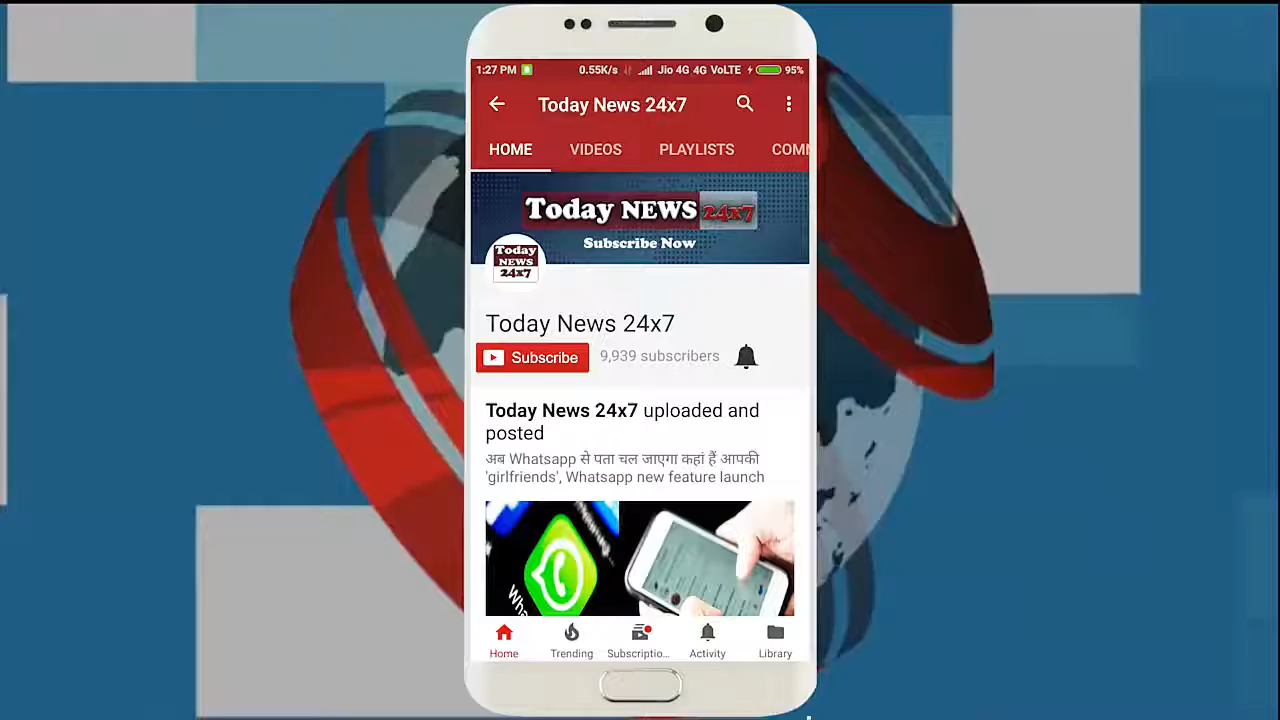 1:27 PM 0.55K/s Jio 4G 4G VoLTE 95%
Today News 24x7
HOME VIDEOS PLAYLISTS COMM
Today NEWS 24x7
Subscribe Now
Today
NEWS
24x7
Today News 24x7
Subscribe 9,939 subscribers
Today News 24x7 uploaded and
posted
अब Whatsapp से पता चल जाएगा कहां हैं आपकी
'girlfriends', Whatsapp new feature launch
Home Trending Subscriptio... Activity Library